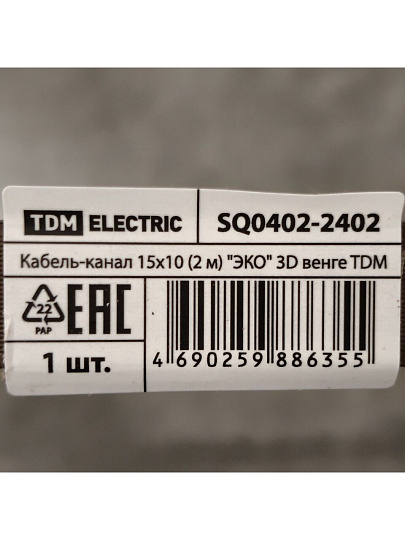 TDM ELECTRIC
SQ0402-2402
Кабель-канал 15х10 (2 м) "ЭКО" 3D венге TDM
22
PAP
EAC
1 шт.
4 690259 886355